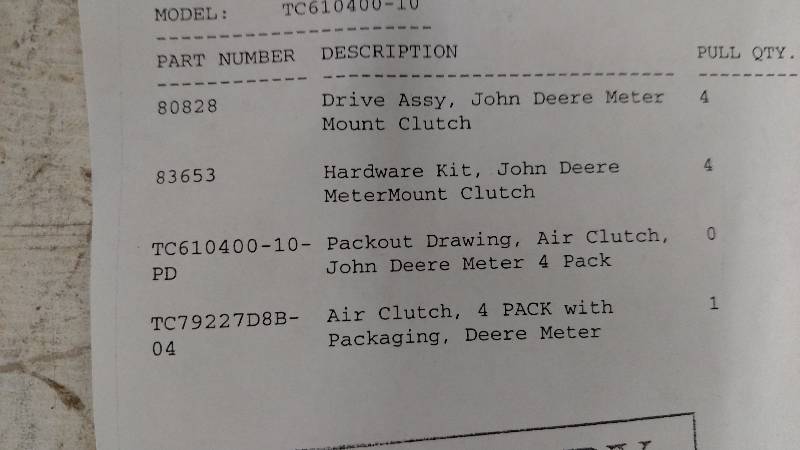 MODEL: TC610400-10
PART NUMBER DESCRIPTION PULL QTY.
80828 Drive Assy, John Deere Meter 4
Mount Clutch
83653 Hardware Kit, John Deere 4
MeterMount Clutch
TC610400-10- Packout Drawing, Air Clutch, 0
PD John Deere Meter 4 Pack
TC79227D8B- Air Clutch, 4 PACK with 1
04 Packaging, Deere Meter